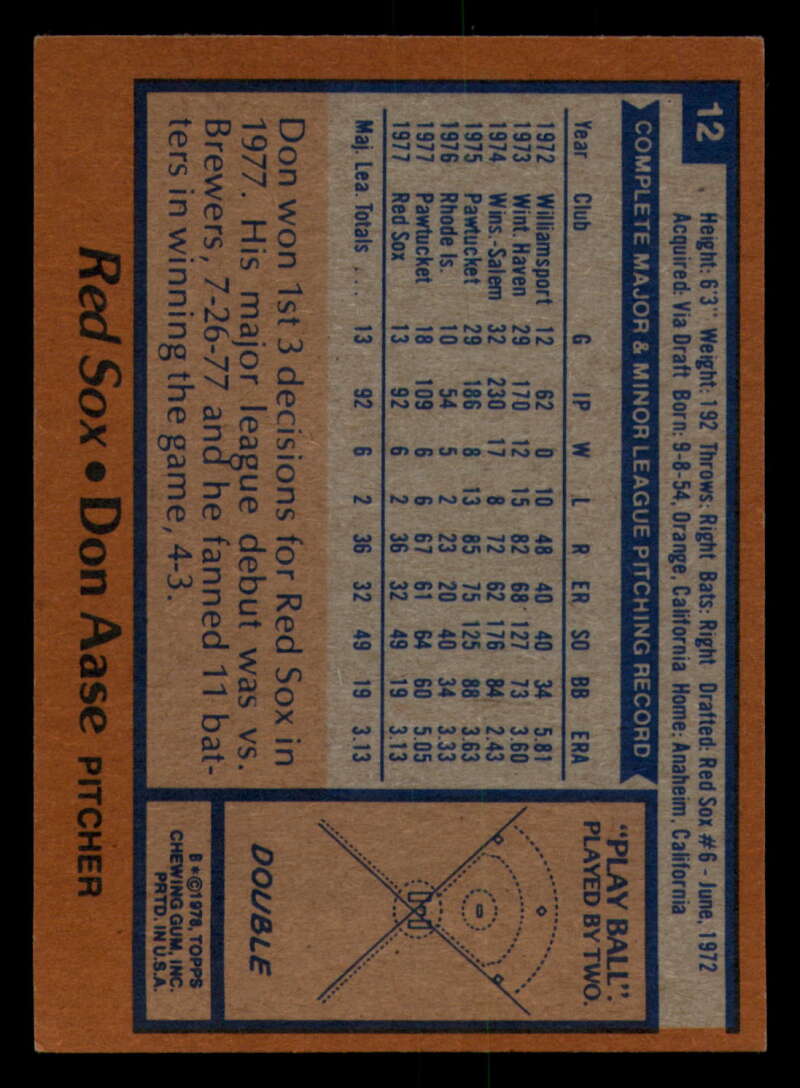 12
Height: 6'3" Weight: 192 Throws: Right Bats: Right Drafted: Red Sox #6 - June, 1972
Acquired: Via Draft Born: 9-8-54, Orange, California Home: Anaheim, California
COMPLETE MAJOR & MINOR LEAGUE PITCHING RECORD
Year Club G IP W L R ER SO BB ERA
1972 Williamsport 12 62 0 10 48 40 40 34 5.81
1973 Wint. Haven 29 170 12 15 82 68 127 73 3.60
1974 Wins.-Salem 32 230 17 8 72 62 176 84 2.43
1975 Pawtucket 29 186 8 13 85 75 125 88 3.63
1976 Rhode Is. 10 54 5 2 23 20 40 34 3.33
1977 Pawtucket 18 109 6 6 67 61 64 60 5.05
1977 Red Sox 13 92 6 2 36 32 49 19 3.13
Maj. Lea. Totals ... 13 92 6 2 36 32 49 19 3.13
Don won 1st 3 decisions for Red Sox in
1977. His major league debut was vs.
Brewers, 7-26-77 and he fanned 11 bat-
ters in winning the game, 4-3.
"PLAY BALL".
PLAYED BY TWO.
DOUBLE
B*©1978, TOPPS
CHEWING GUM, INC.
PRTD. IN U.S.A.
Red Sox • Don Aase PITCHER